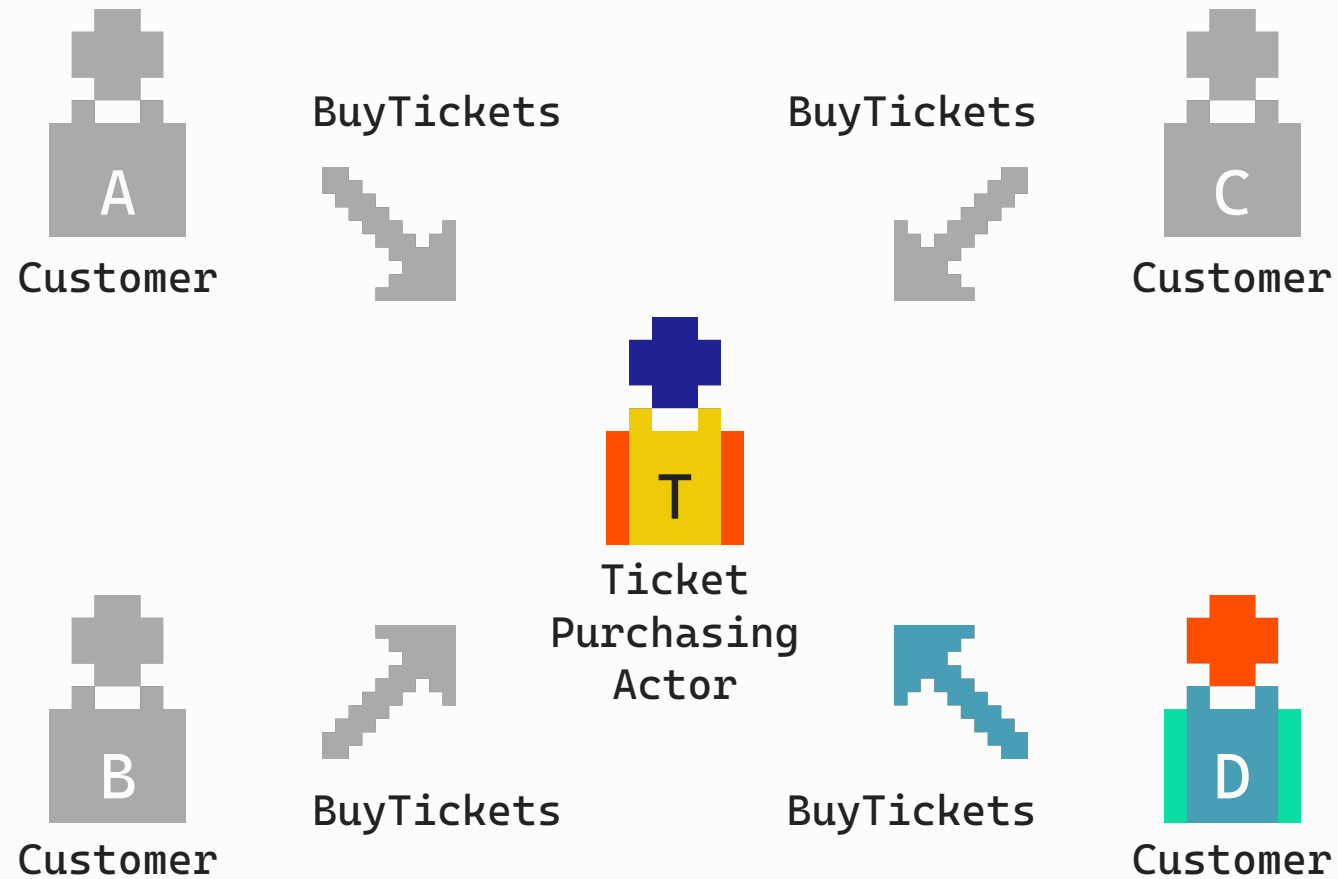 BuyTickets
BuyTickets
A
C
Customer
Customer
T
Ticket
Purchasing
Actor
B
D
BuyTickets
BuyTickets
Customer
Customer